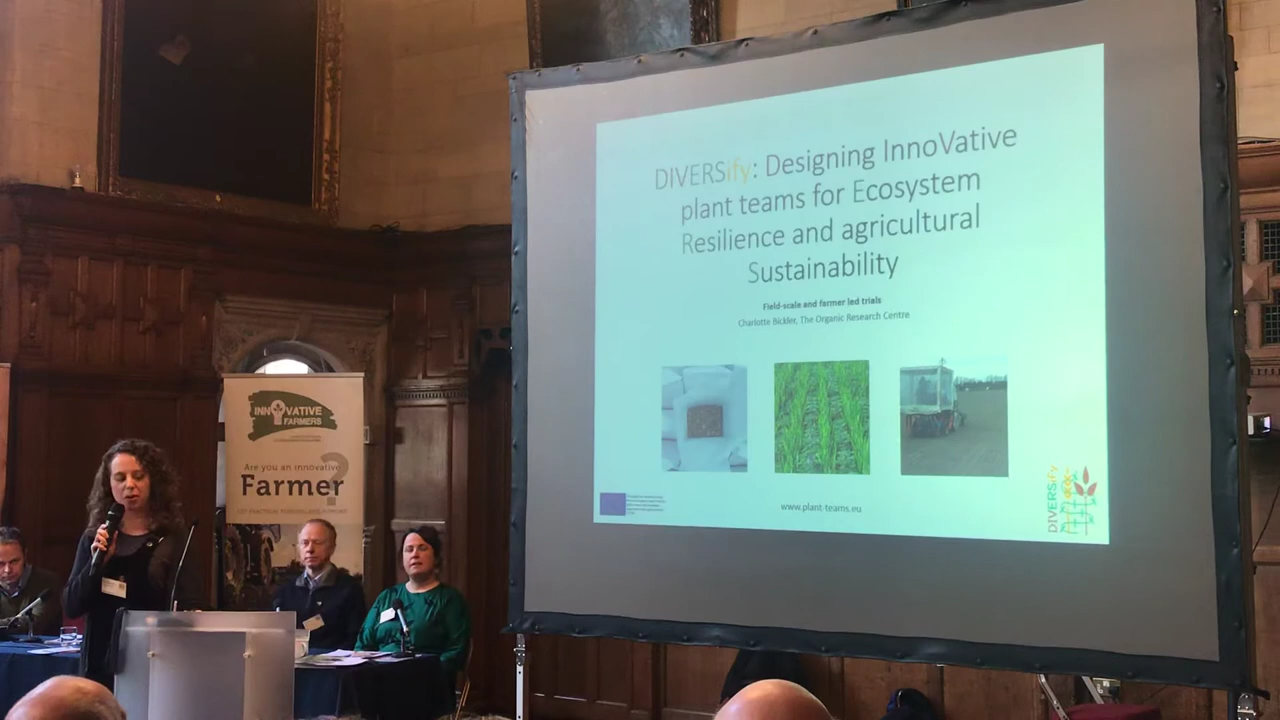 INNOVATIVE
FARMERS
Are you an innovative
Farmer?
DIVERSify: Designing InnoVative
plant teams for Ecosystem
Resilience and agricultural
Sustainability
Field-scale and farmer led trials
Charlotte Bickler, The Organic Research Centre
www.plant-teams.eu
DIVERSify